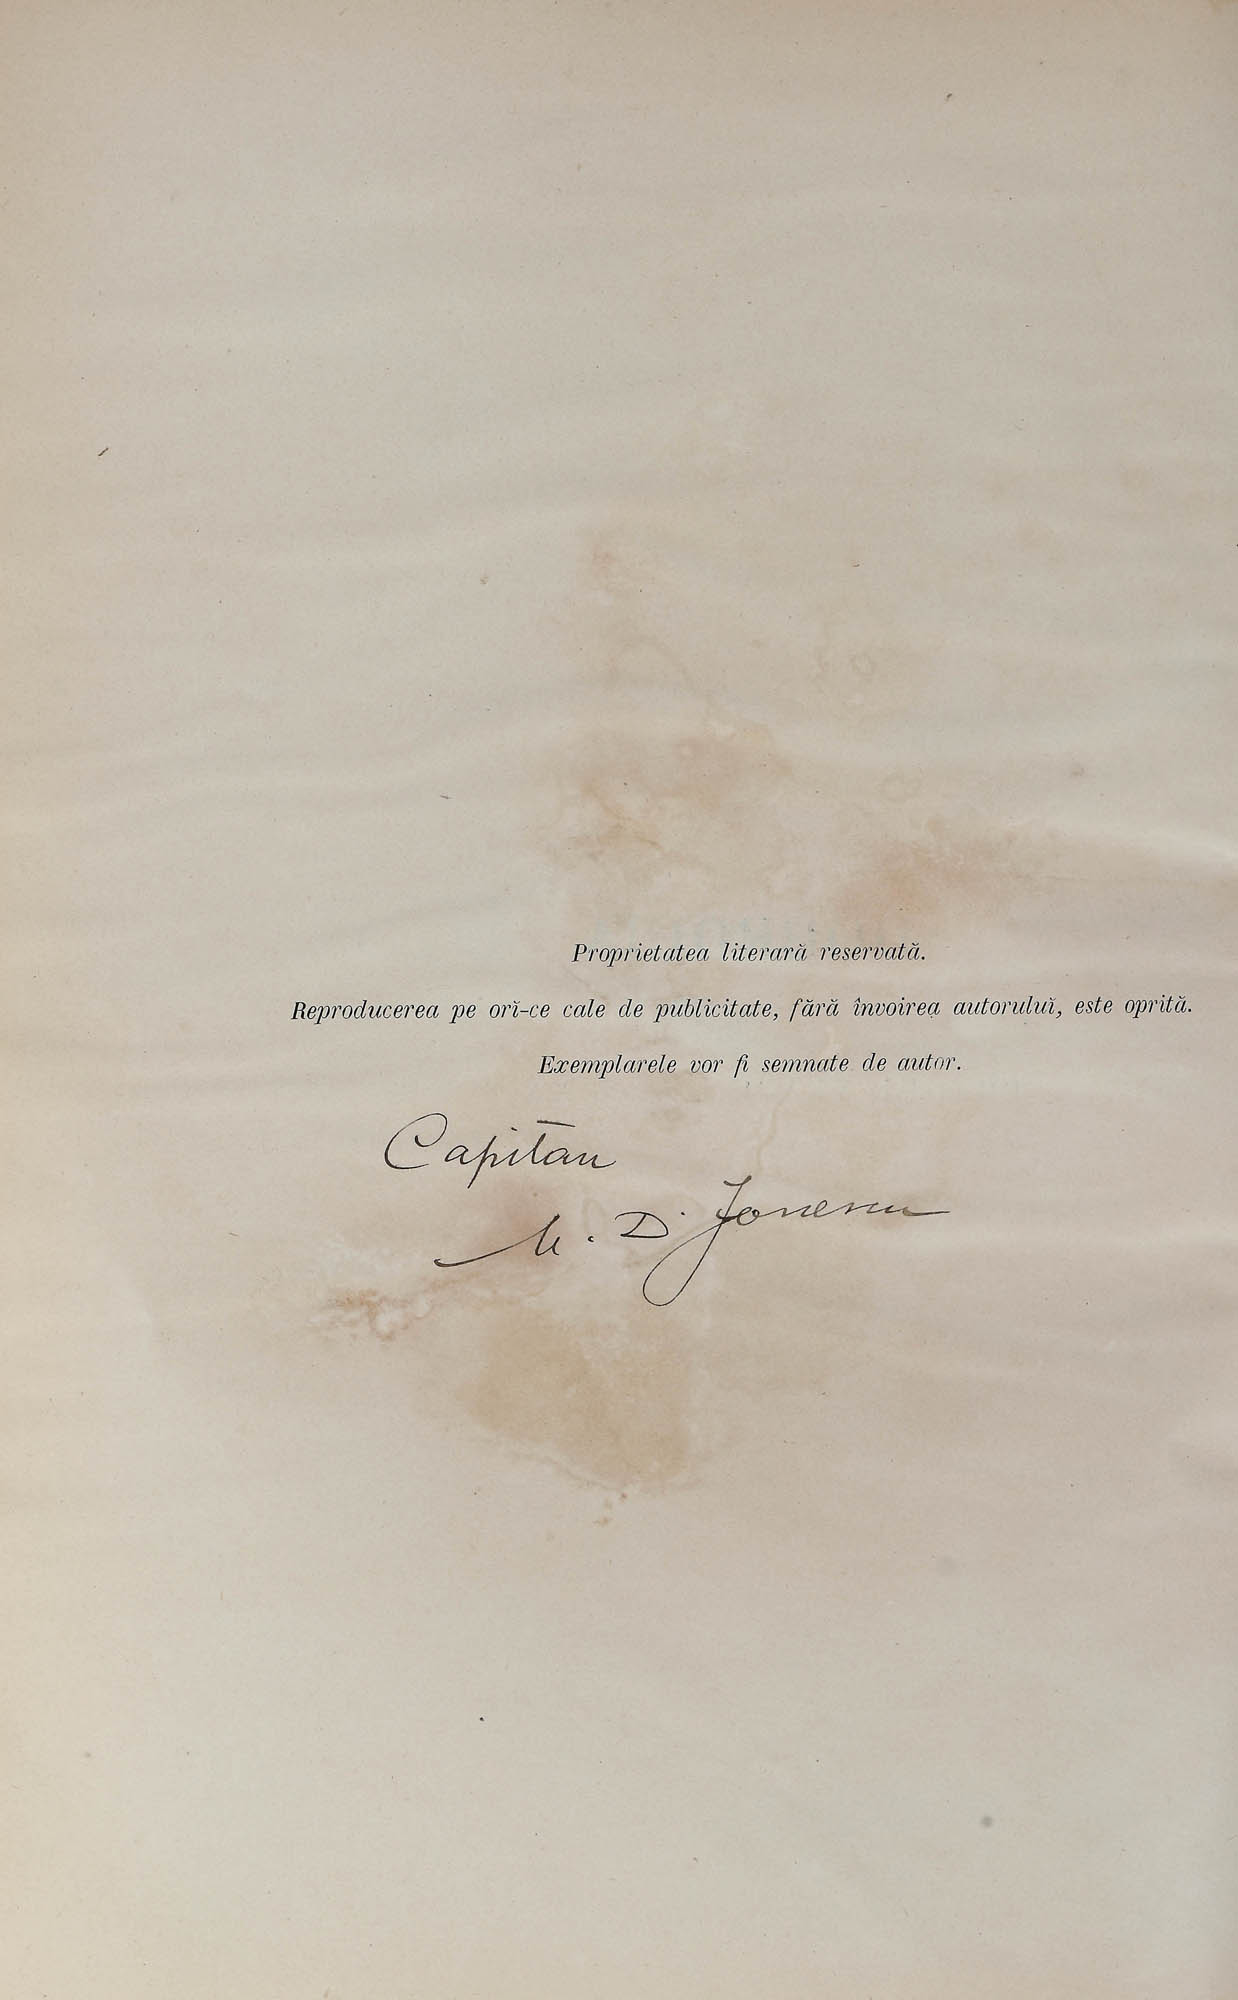 Proprietatea literară reservată.
Reproducerea pe orĭ-ce cale de publicitate, fără învoirea autoruluĭ, este oprită.
Exemplarele vor fi semnate de autor.
Capitan
M. D. Ionescu